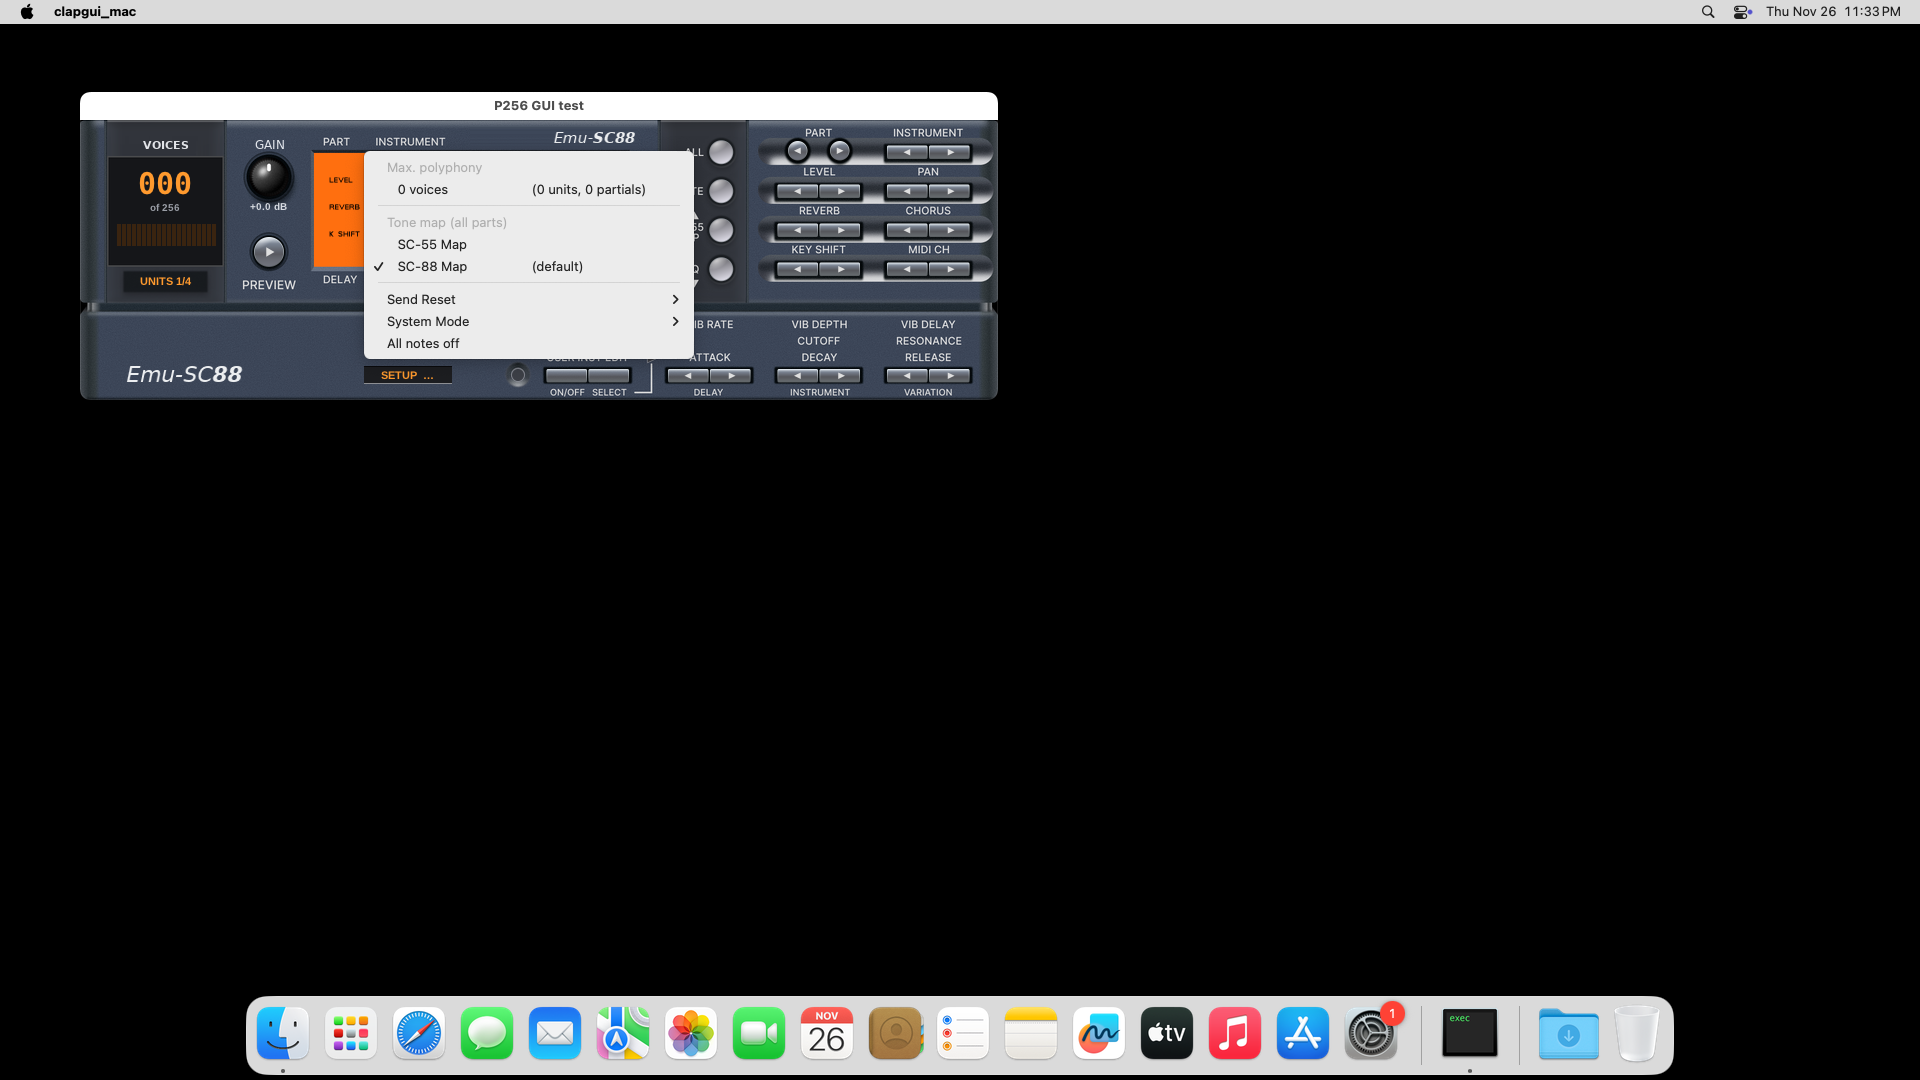 clapgui_mac
Thu Nov 26 11:33 PM
P256 GUI test
VOICES
000
of 256
UNITS 1/4
GAIN
+0.0 dB
PREVIEW
PART INSTRUMENT
Emu-SC88
LEVEL
REVERB
K SHIFT
DELAY
Max. polyphony
0 voices (0 units, 0 partials)
Tone map (all parts)
SC-55 Map
✓ SC-88 Map (default)
Send Reset
System Mode
All notes off
PART INSTRUMENT
LEVEL PAN
REVERB CHORUS
KEY SHIFT MIDI CH
VIB DEPTH VIB DELAY
CUTOFF RESONANCE
ATTACK DECAY RELEASE
Emu-SC88
SETUP ...
ON/OFF SELECT DELAY INSTRUMENT VARIATION
NOV
26
tv
1
exec